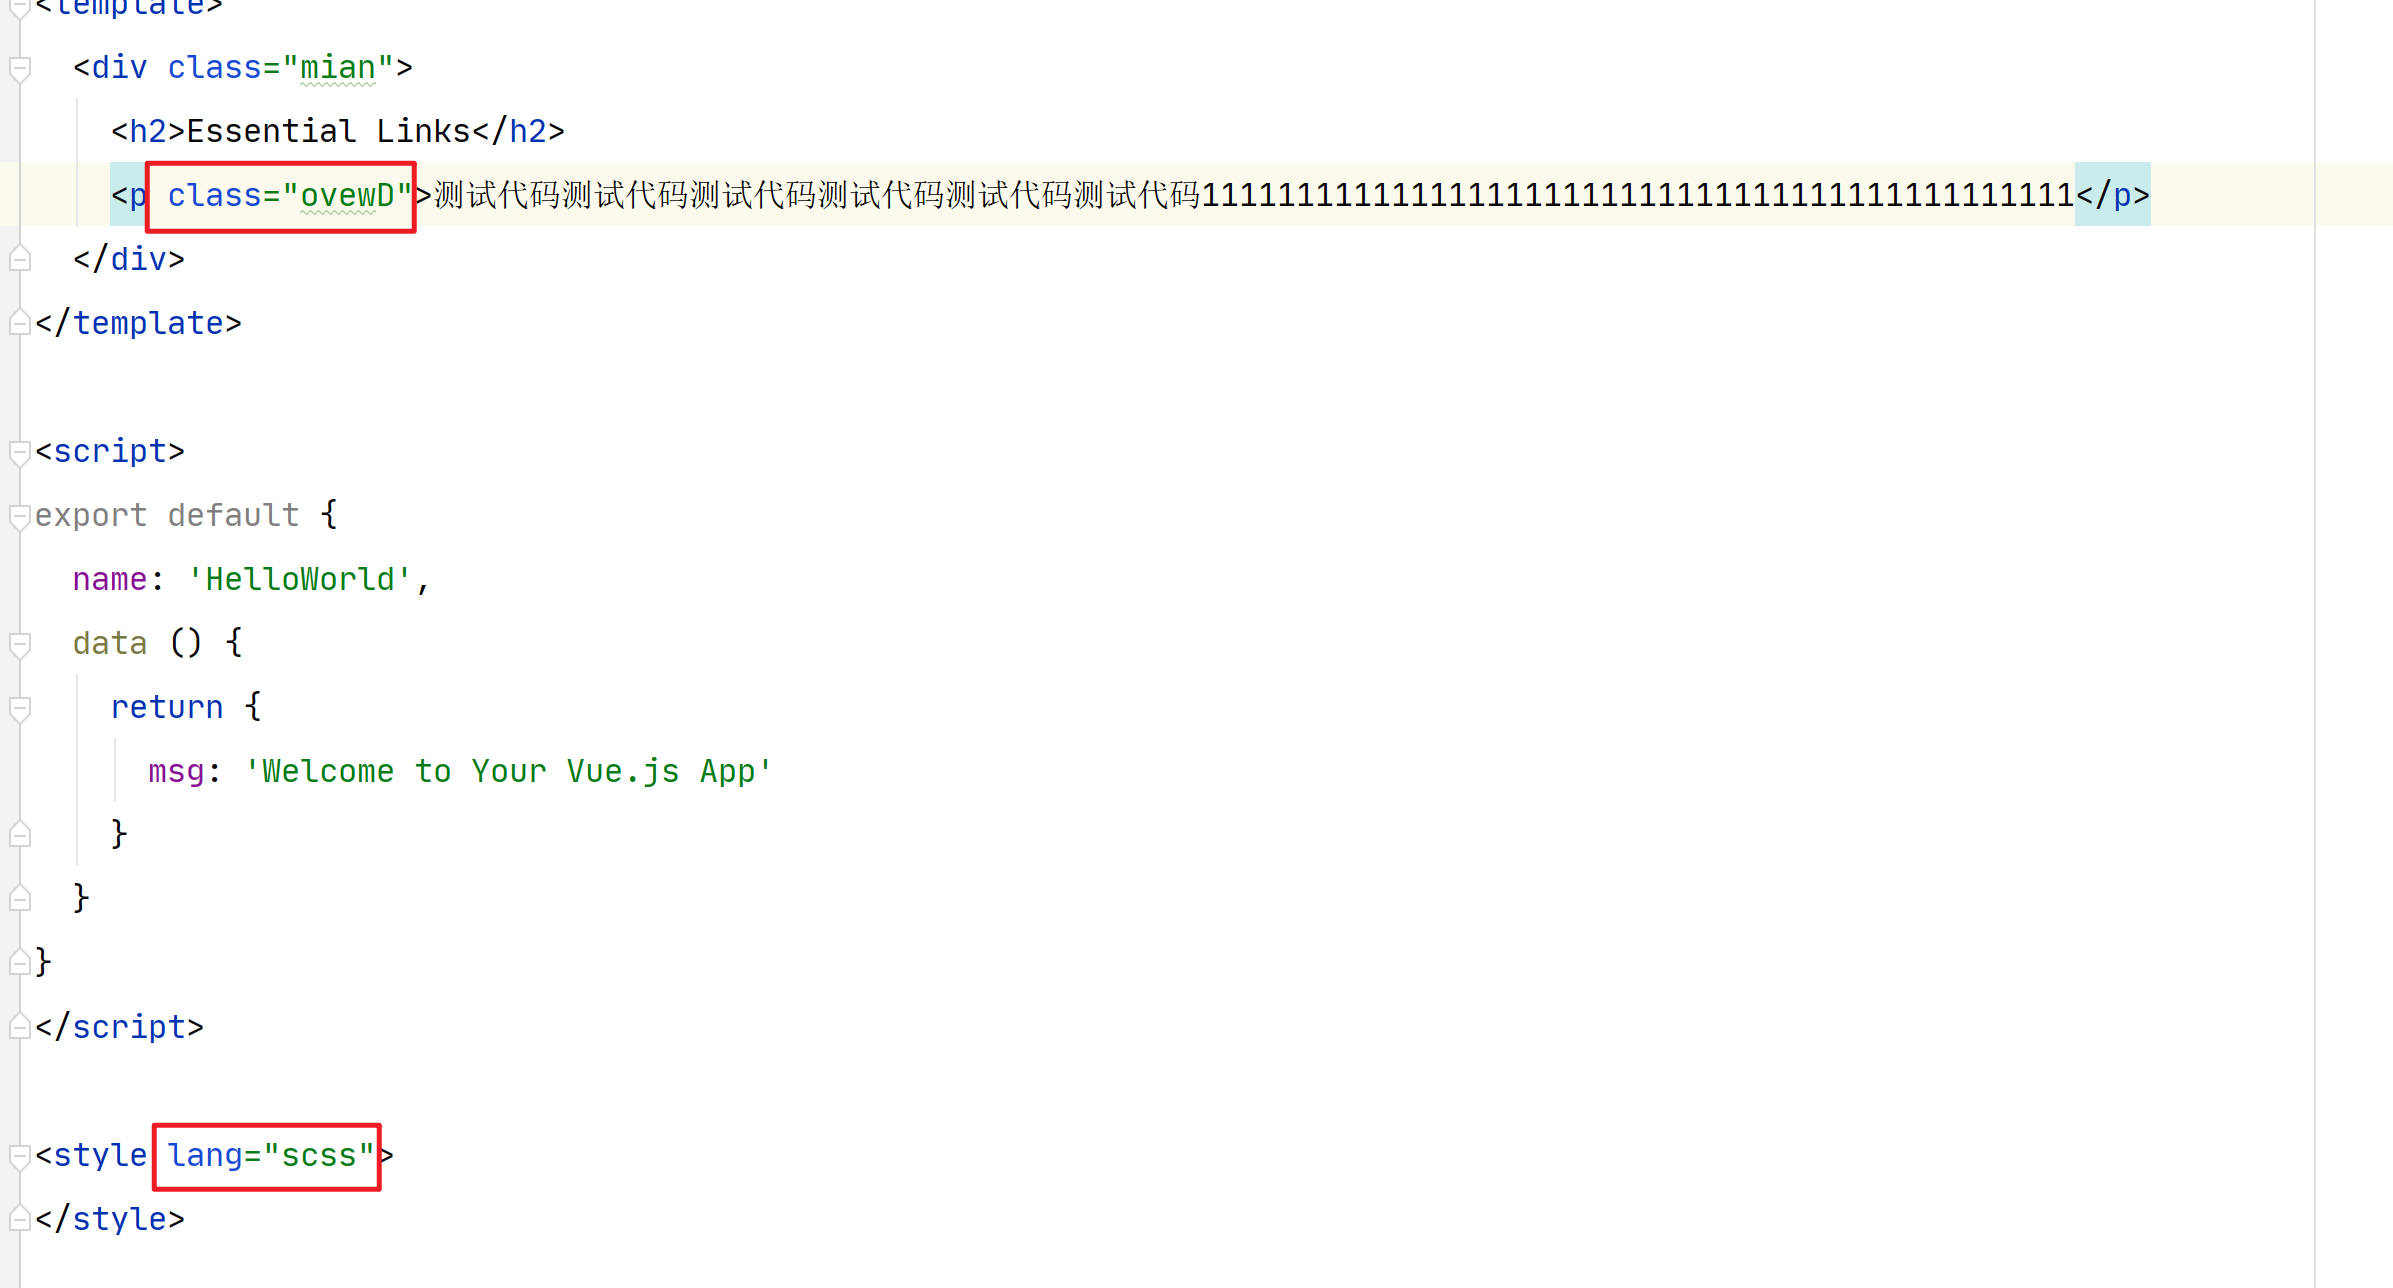 <template>
<div class="mian">
<h2>Essential Links</h2>
<p class="ovewD">测试代码测试代码测试代码测试代码测试代码测试代码1111111111111111111111111111111111111111111111</p>
</div>
</template>
<script>
export default {
name: 'HelloWorld',
data () {
return {
msg: 'Welcome to Your Vue.js App'
}
}
}
</script>
<style lang="scss">
</style>